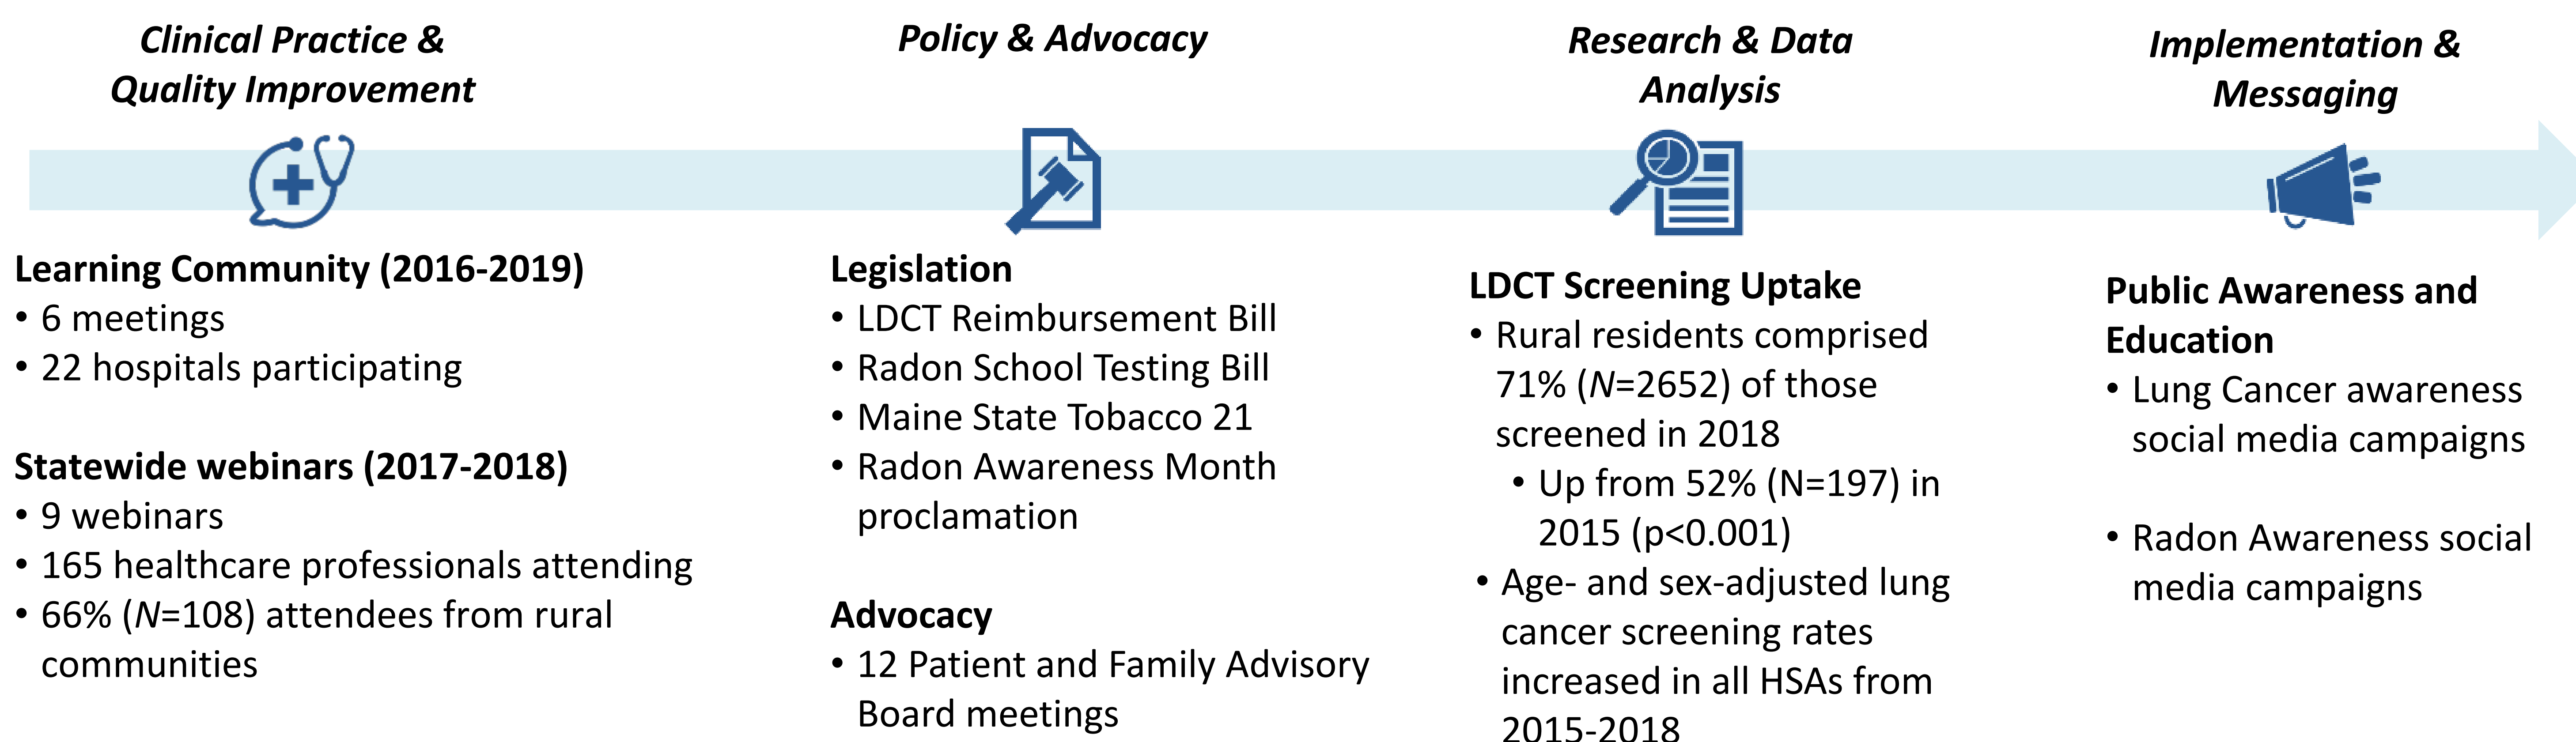 Clinical Practice &
Quality Improvement
Learning Community (2016-2019)
• 6 meetings
• 22 hospitals participating
Statewide webinars (2017-2018)
• 9 webinars
• 165 healthcare professionals attending
• 66% (N=108) attendees from rural
communities
Policy & Advocacy
Legislation
• LDCT Reimbursement Bill
• Radon School Testing Bill
• Maine State Tobacco 21
• Radon Awareness Month
proclamation
Advocacy
• 12 Patient and Family Advisory
Board meetings
Research & Data
Analysis
LDCT Screening Uptake
• Rural residents comprised
71% (N=2652) of those
screened in 2018
• Up from 52% (N=197) in
2015 (p<0.001)
• Age- and sex-adjusted lung
cancer screening rates
increased in all HSAs from
2015-2018
Implementation &
Messaging
Public Awareness and
Education
• Lung Cancer awareness
social media campaigns
• Radon Awareness social
media campaigns